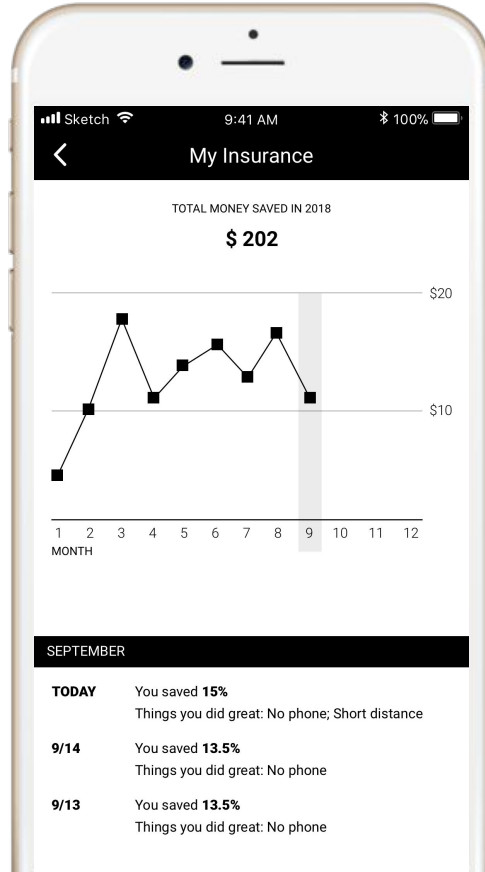 Sketch 9:41 AM 100%
My Insurance
TOTAL MONEY SAVED IN 2018
$ 202
$20
$10
1 2 3 4 5 6 7 8 9 10 11 12
MONTH
SEPTEMBER
TODAY You saved 15%
Things you did great: No phone; Short distance
9/14 You saved 13.5%
Things you did great: No phone
9/13 You saved 13.5%
Things you did great: No phone